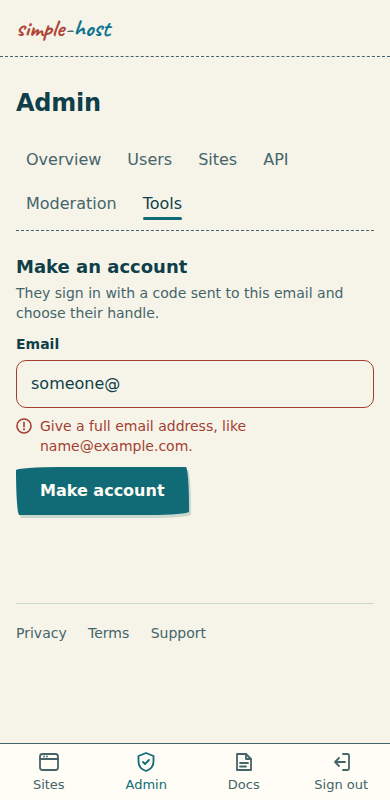 simple-host
Admin
Overview Users Sites API
Moderation Tools
Make an account
They sign in with a code sent to this email and
choose their handle.
Email
someone@
Give a full email address, like
name@example.com.
Make account
Privacy Terms Support
Sites Admin Docs Sign out